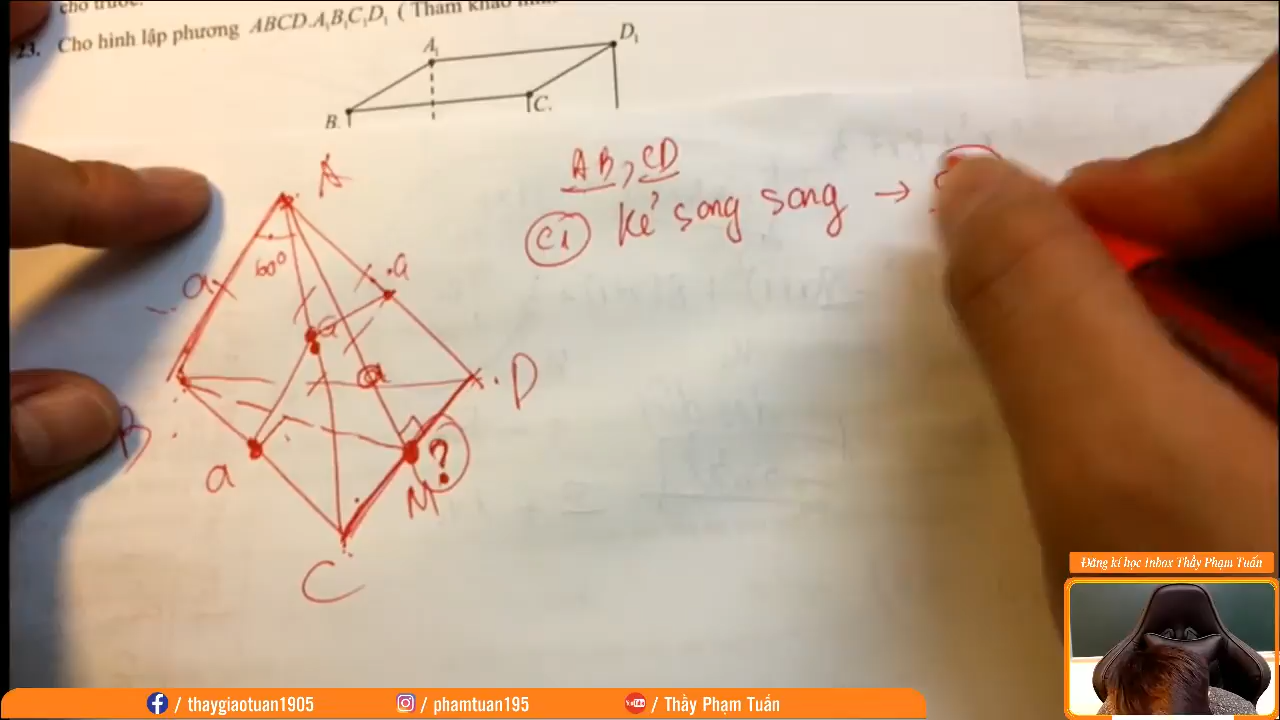 cho trước.
23. Cho hình lập phương ABCD.A₁B₁C₁D₁ ( Tham khảo
A₁
D₁
B.
C.
AB, CD
C1 Kẻ song song →
A
60°
a
a
a
D
B
a
?
M
C
Đăng kí học Inbox Thầy Phạm Tuấn
/ thaygiaotuan1905
/ phamtuan195
/ Thầy Phạm Tuấn